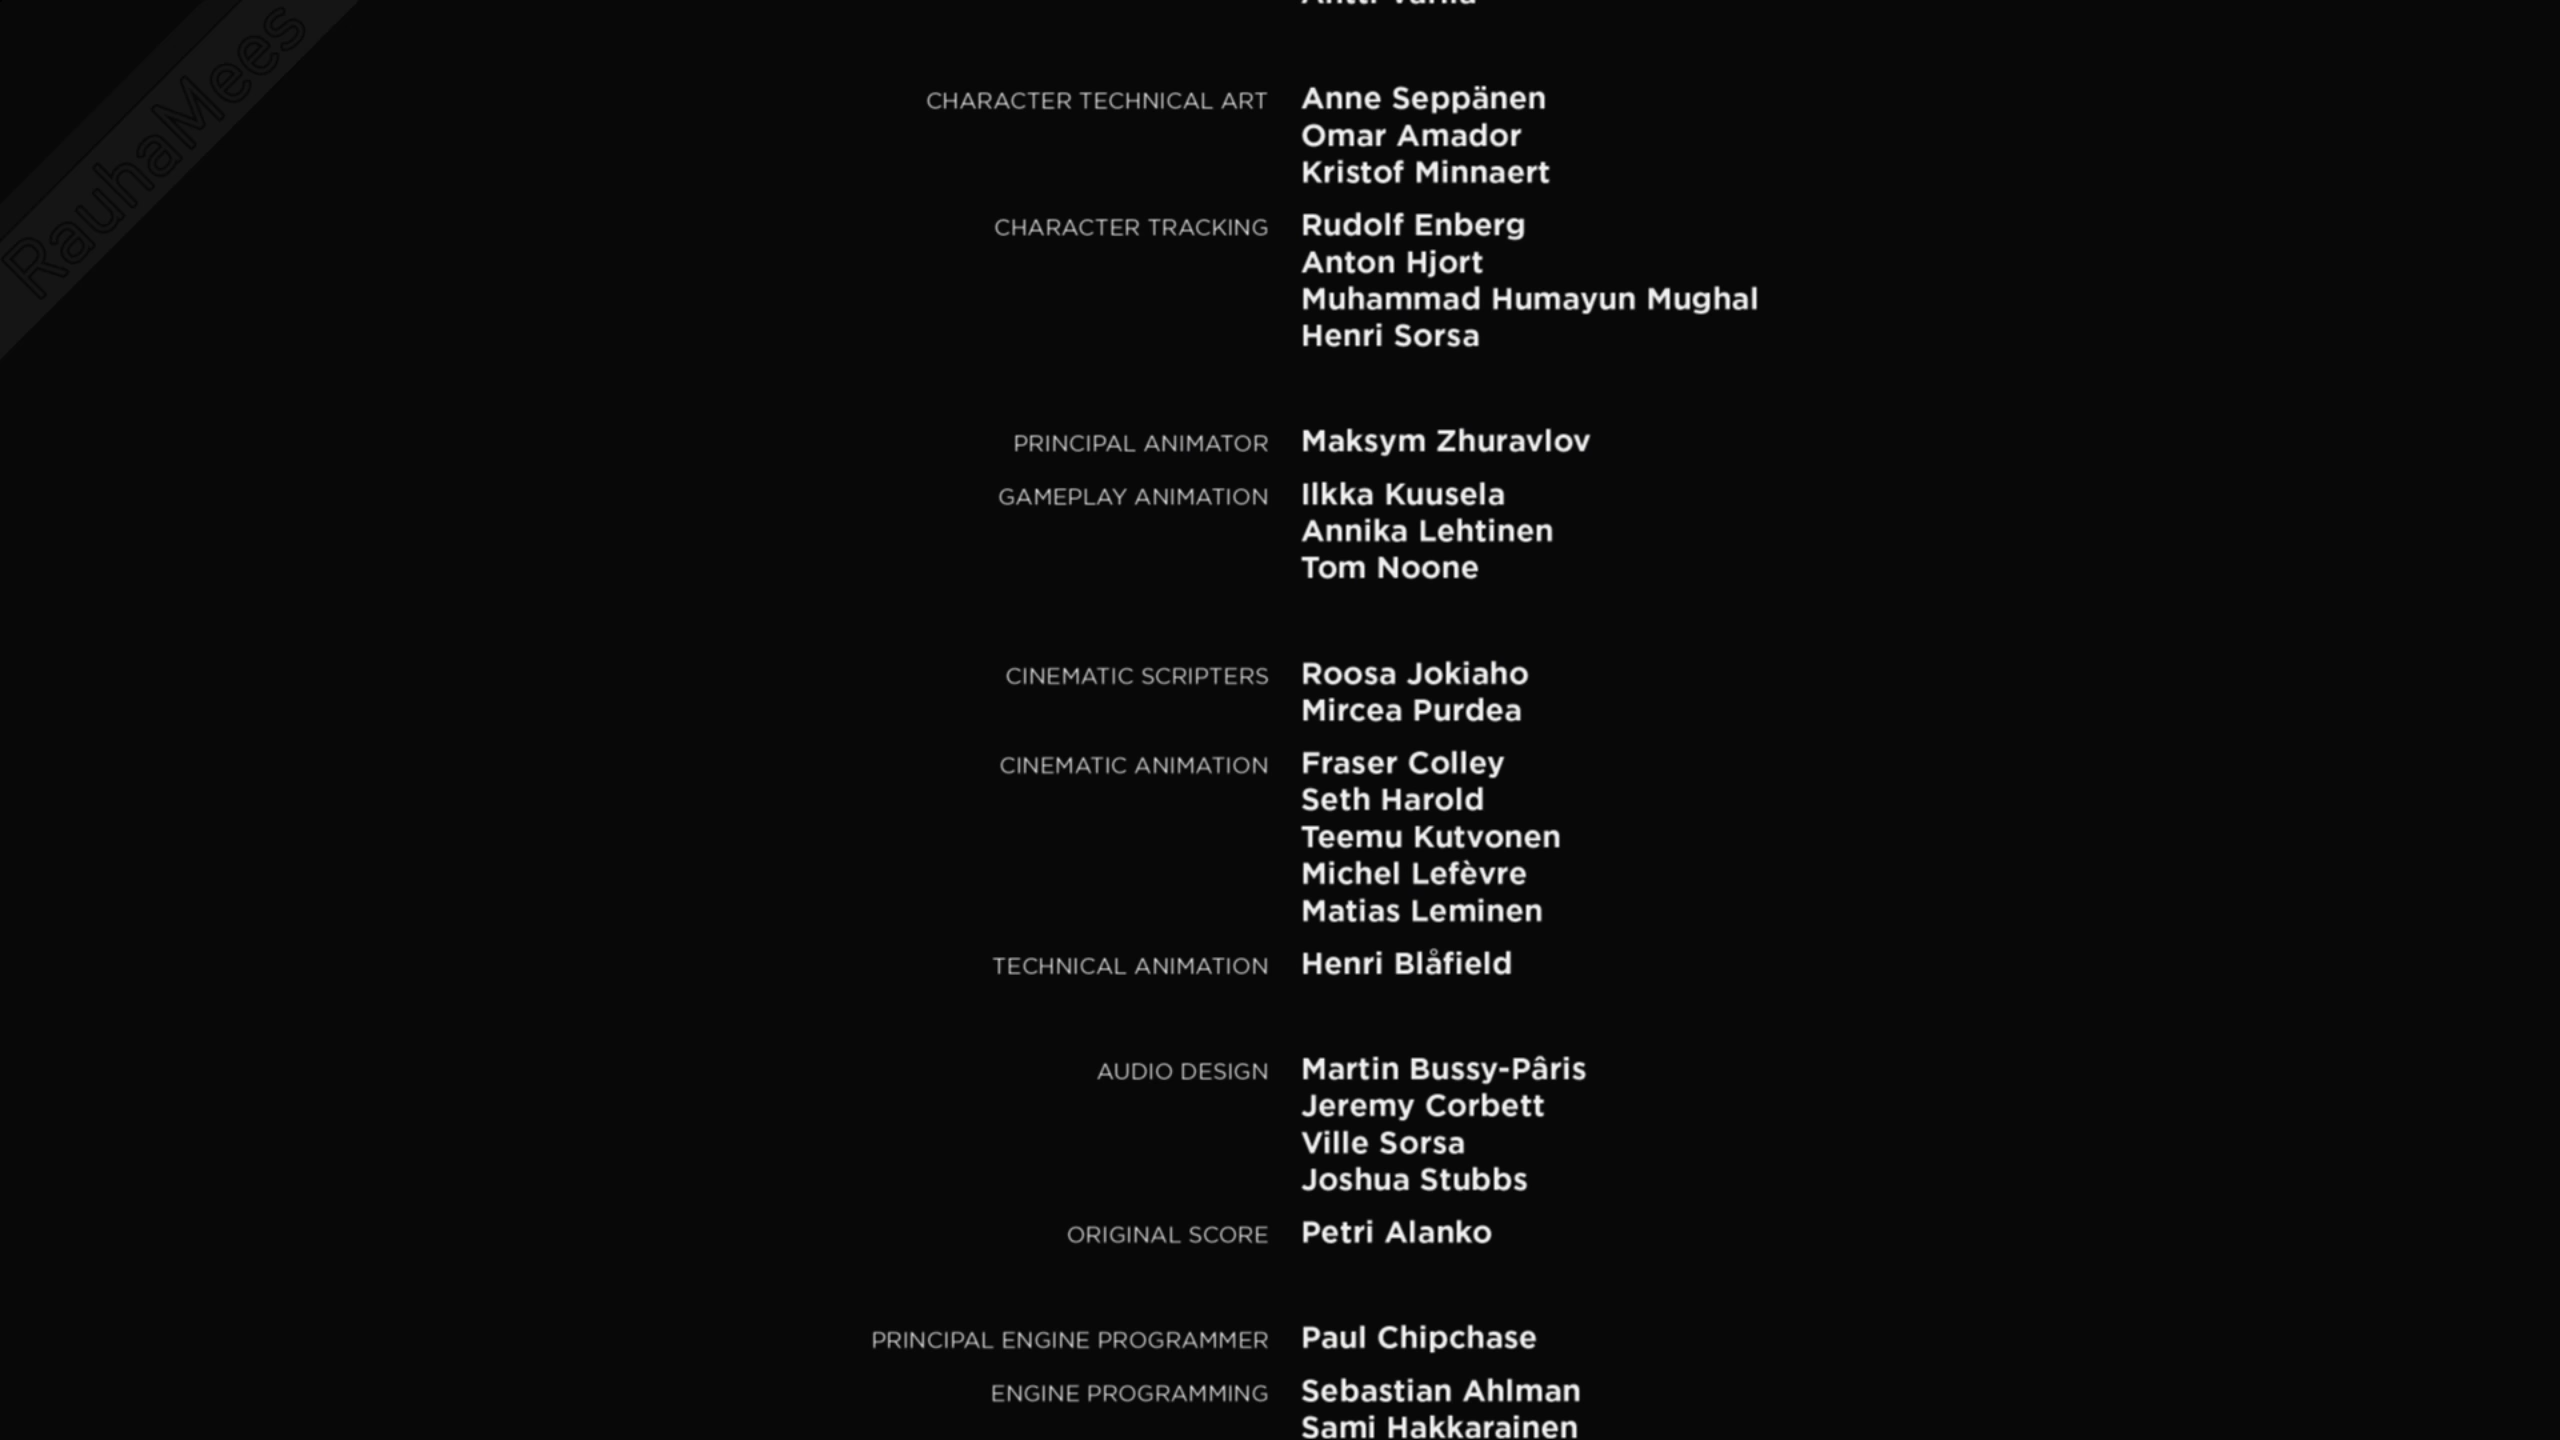 RauhaMees
CHARACTER TECHNICAL ART Anne Seppänen
Omar Amador
Kristof Minnaert
CHARACTER TRACKING Rudolf Enberg
Anton Hjort
Muhammad Humayun Mughal
Henri Sorsa
PRINCIPAL ANIMATOR Maksym Zhuravlov
GAMEPLAY ANIMATION Ilkka Kuusela
Annika Lehtinen
Tom Noone
CINEMATIC SCRIPTERS Roosa Jokiaho
Mircea Purdea
CINEMATIC ANIMATION Fraser Colley
Seth Harold
Teemu Kutvonen
Michel Lefèvre
Matias Leminen
TECHNICAL ANIMATION Henri Blåfield
AUDIO DESIGN Martin Bussy-Pâris
Jeremy Corbett
Ville Sorsa
Joshua Stubbs
ORIGINAL SCORE Petri Alanko
PRINCIPAL ENGINE PROGRAMMER Paul Chipchase
ENGINE PROGRAMMING Sebastian Ahlman
Sami Hakkarainen